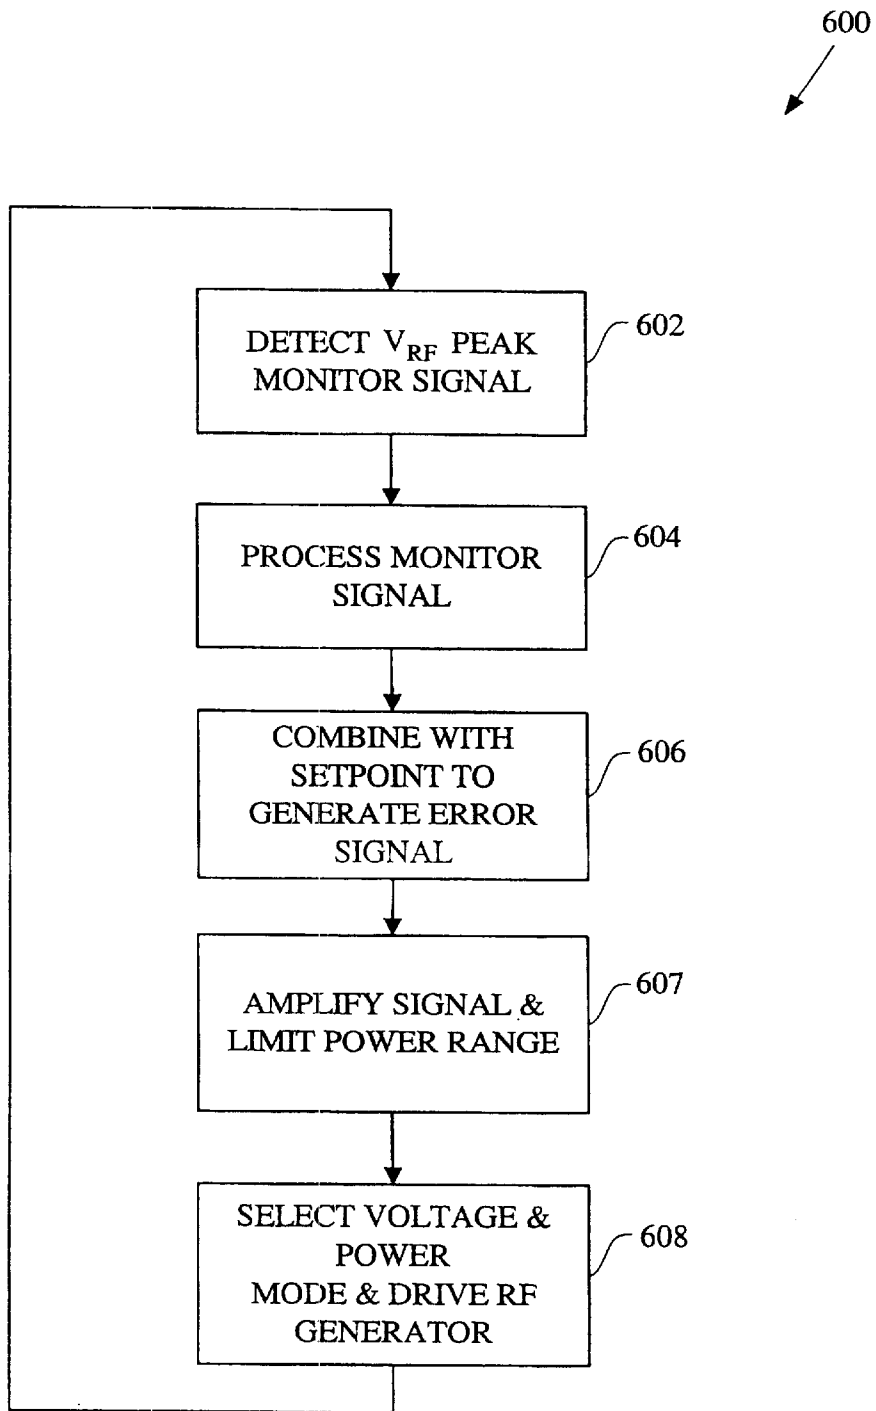 600
DETECT V_RF PEAK
MONITOR SIGNAL
602
PROCESS MONITOR
SIGNAL
604
COMBINE WITH
SETPOINT TO
GENERATE ERROR
SIGNAL
606
AMPLIFY SIGNAL &
LIMIT POWER RANGE
607
SELECT VOLTAGE &
POWER
MODE & DRIVE RF
GENERATOR
608